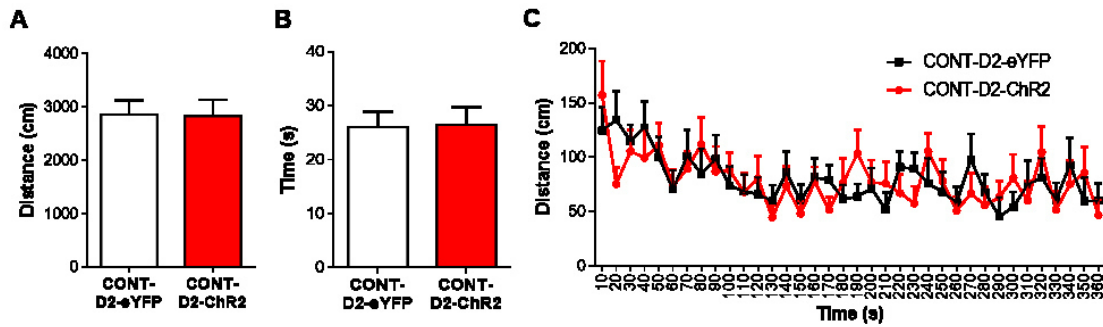 A
B
C
Distance (cm)
4000
3000
2000
1000
0
CONT-
D2-eYFP
CONT-
D2-ChR2
Time (s)
40
30
20
10
0
CONT-
D2-eYFP
CONT-
D2-ChR2
Distance (cm)
200
150
100
50
0
CONT-D2-eYFP
CONT-D2-ChR2
10 20 30 40 50 60 70 80 90 100 110 120 130 140 150 160 170 180 190 200 210 220 230 240 250 260 270 280 290 300 310 320 330 340 350 360
Time (s)